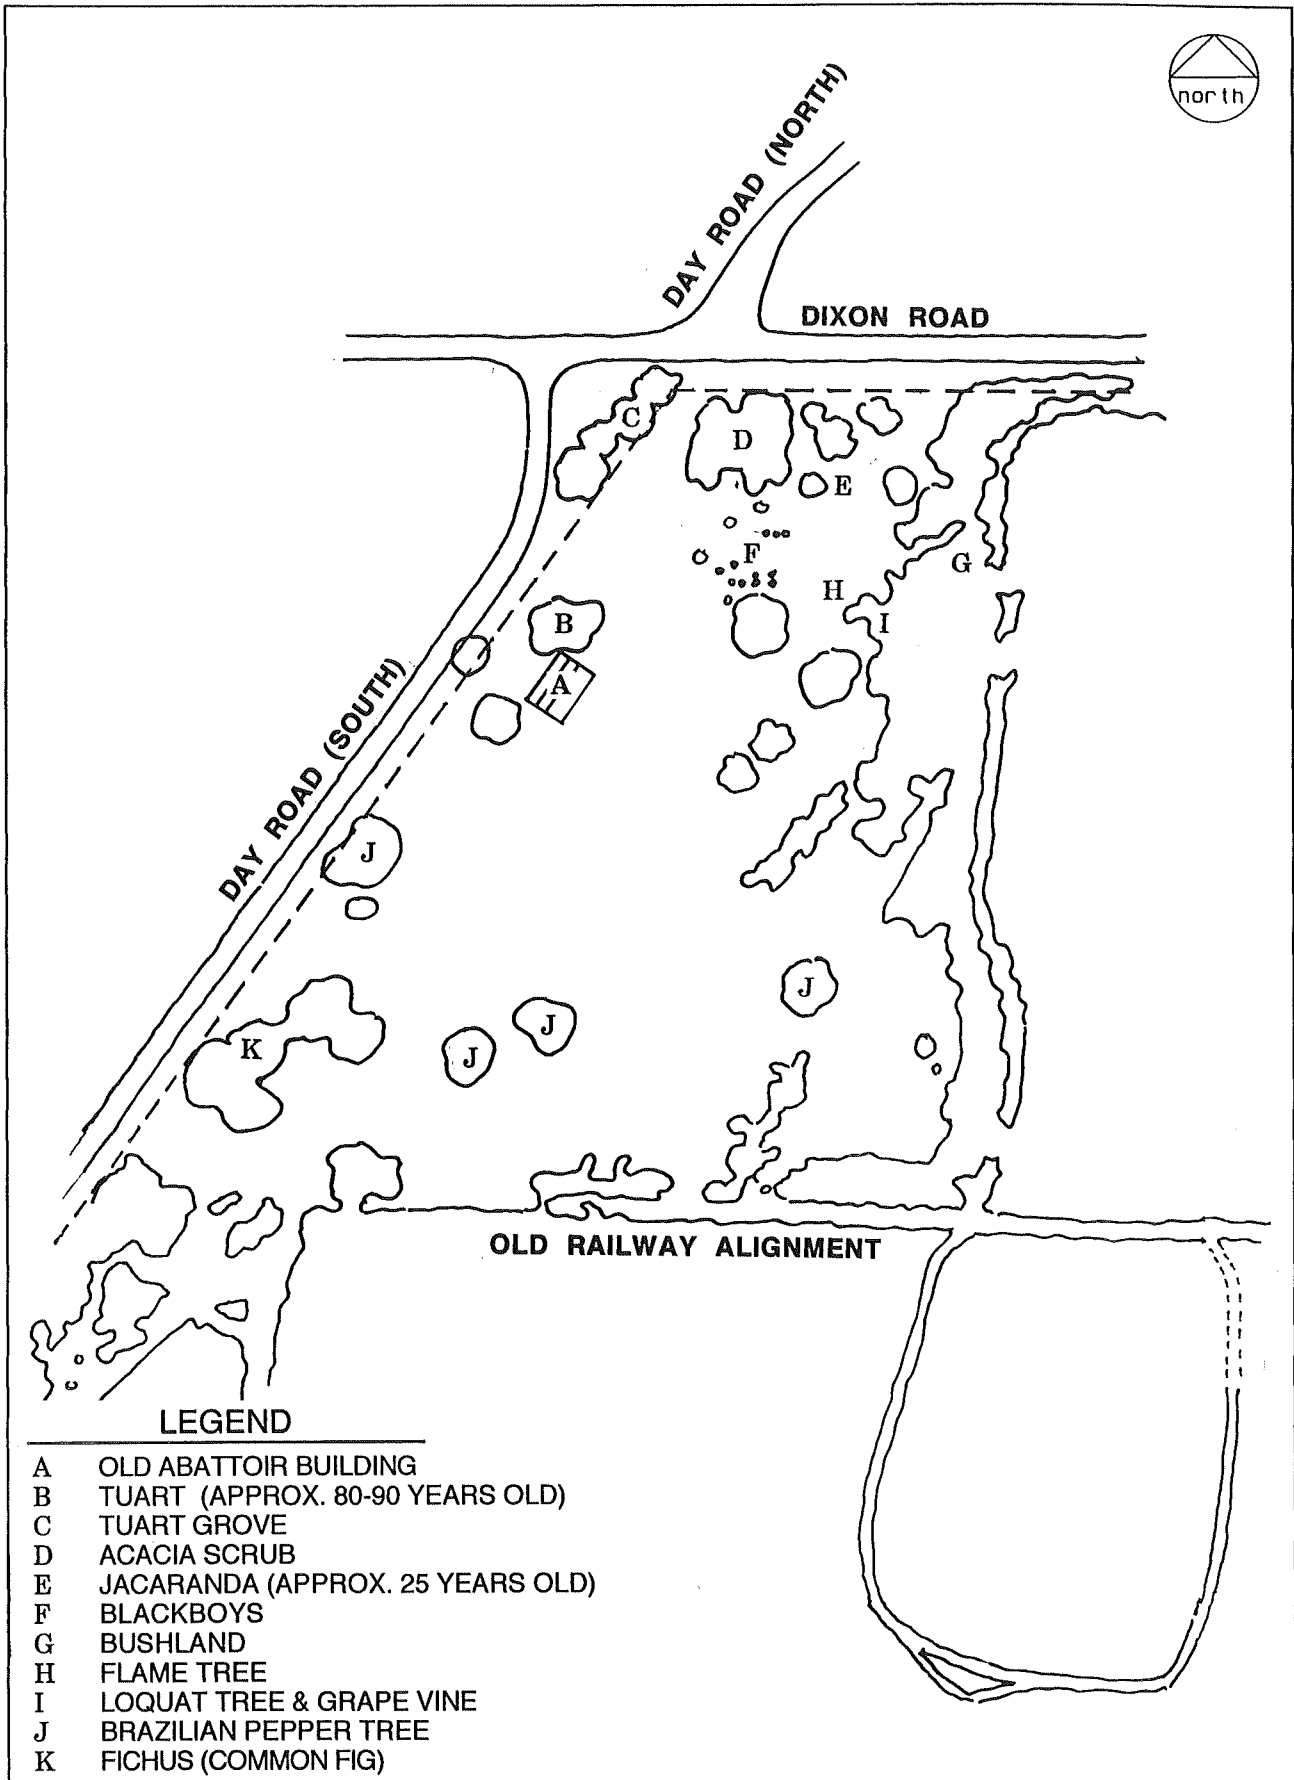 north
DAY ROAD (NORTH)
DIXON ROAD
C
D
E
F
G
H
I
B
A
DAY ROAD (SOUTH)
J
J
K
J
J
OLD RAILWAY ALIGNMENT
LEGEND
A OLD ABATTOIR BUILDING
B TUART (APPROX. 80-90 YEARS OLD)
C TUART GROVE
D ACACIA SCRUB
E JACARANDA (APPROX. 25 YEARS OLD)
F BLACKBOYS
G BUSHLAND
H FLAME TREE
I LOQUAT TREE & GRAPE VINE
J BRAZILIAN PEPPER TREE
K FICHUS (COMMON FIG)